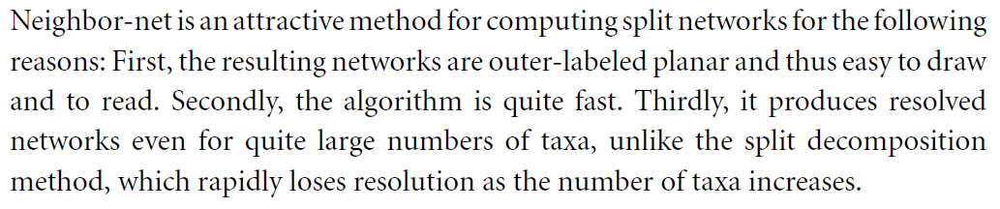 Neighbor-net is an attractive method for computing split networks for the following
reasons: First, the resulting networks are outer-labeled planar and thus easy to draw
and to read. Secondly, the algorithm is quite fast. Thirdly, it produces resolved
networks even for quite large numbers of taxa, unlike the split decomposition
method, which rapidly loses resolution as the number of taxa increases.